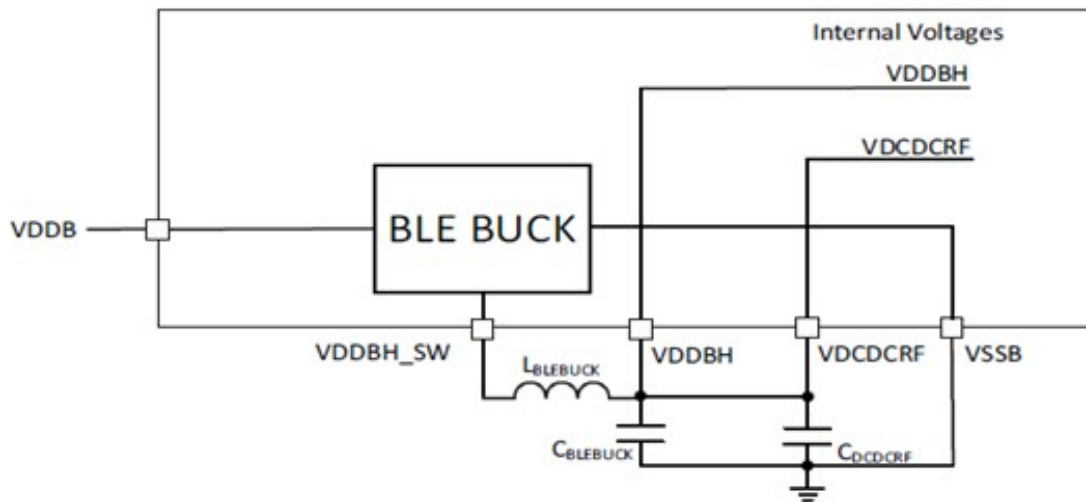 Internal Voltages
VDDBH
VDCDCRF
VDDB
BLE BUCK
VDDBH_SW
VDDBH
VDCDCRF
VSSB
LBLEBUCK
CBLEBUCK
CDCDCRF